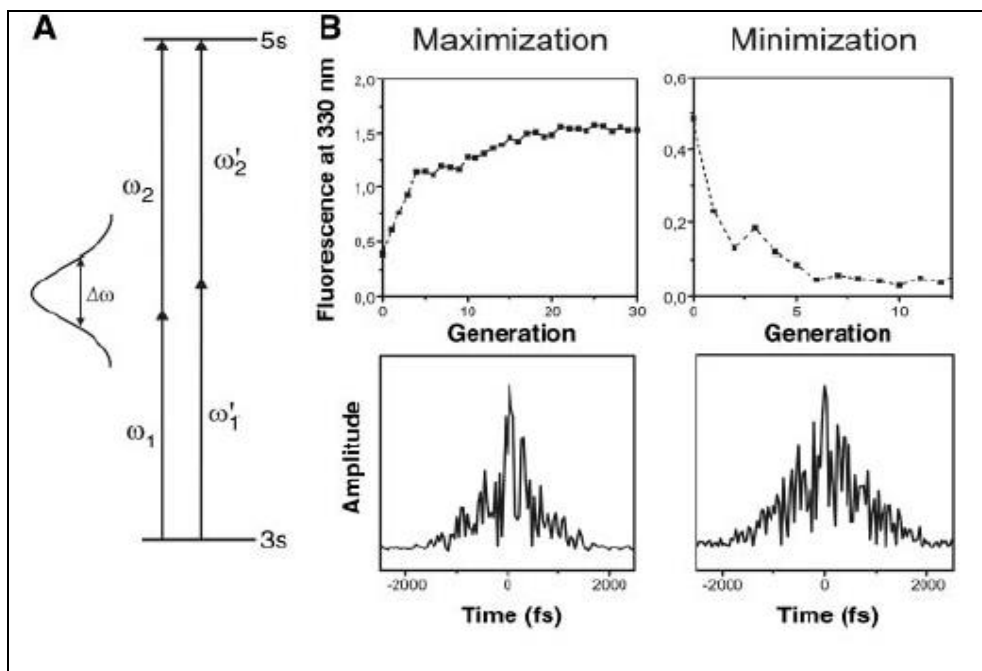 A
5s
ω2
ω'2
Δω
ω1
ω'1
3s
B
Maximization
Fluorescence at 330 nm
2,0
1,5
1,0
0,5
0,0
0
10
20
30
Generation
Minimization
0,6
0,4
0,2
0,0
0
5
10
Generation
Amplitude
-2000
0
2000
Time (fs)
-2000
0
2000
Time (fs)